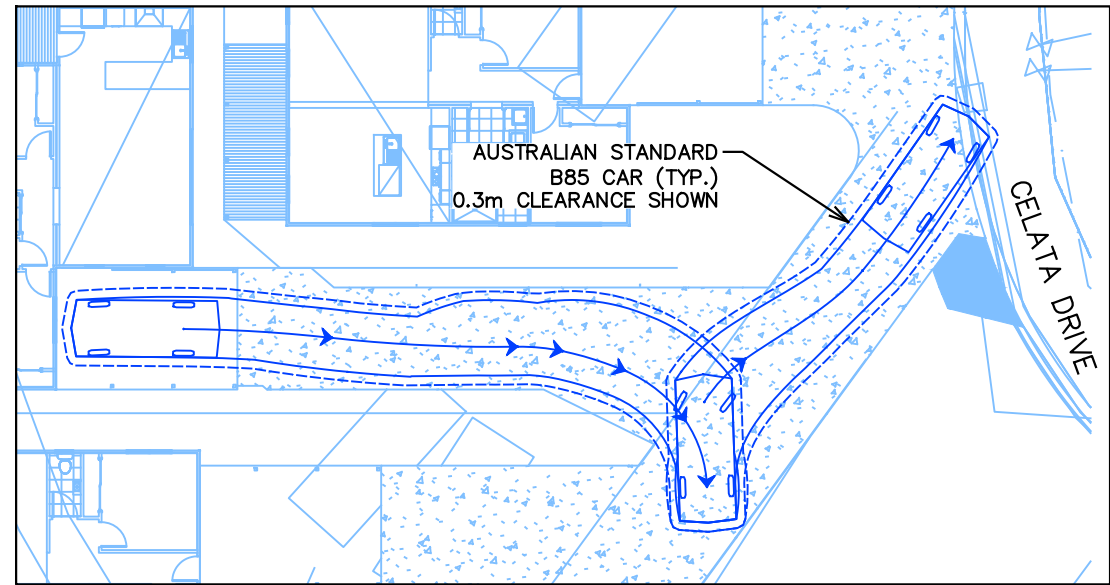 AUSTRALIAN STANDARD
B85 CAR (TYP.)
0.3m CLEARANCE SHOWN
CELATA DRIVE